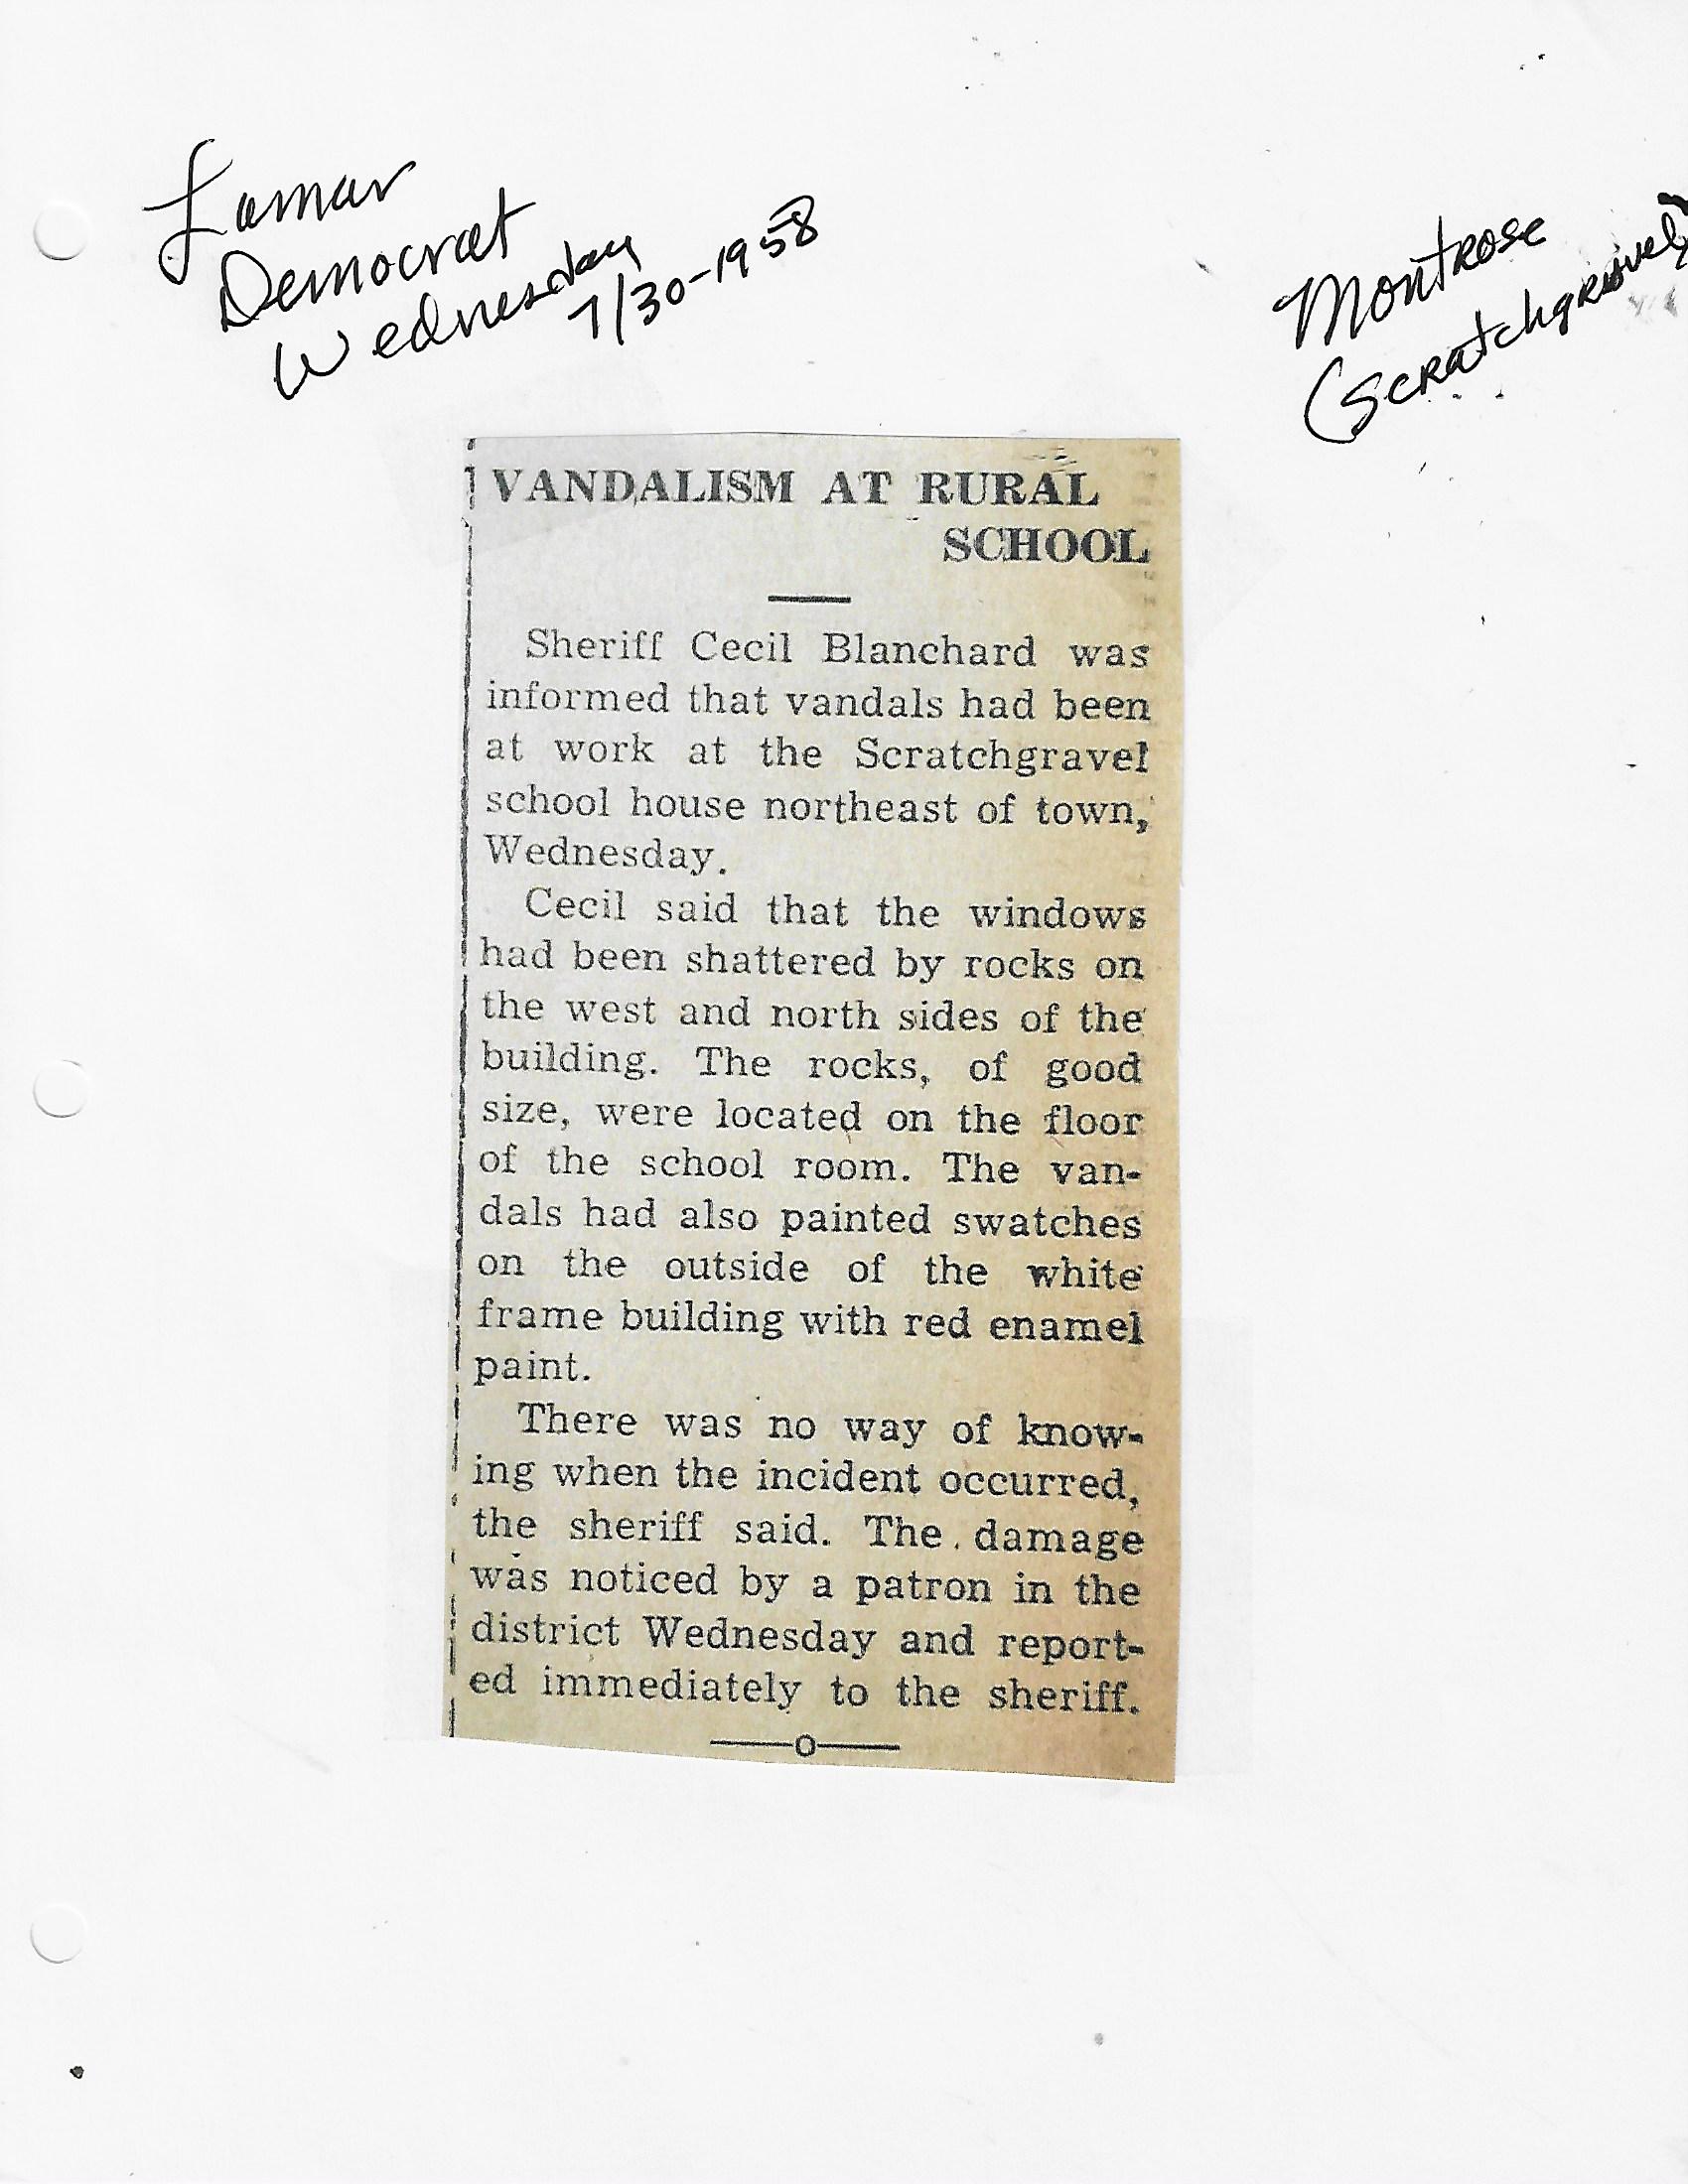 Lamar
Democrat
Wednesday
7/30-1958
Montrose
(Scratchgravel)
VANDALISM AT RURAL
SCHOOL
Sheriff Cecil Blanchard was
informed that vandals had been
at work at the Scratchgravel
school house northeast of town,
Wednesday.
Cecil said that the windows
had been shattered by rocks on
the west and north sides of the
building. The rocks, of good
size, were located on the floor
of the school room. The van-
dals had also painted swatches
on the outside of the white
frame building with red enamel
paint.
There was no way of know-
ing when the incident occurred,
the sheriff said. The damage
was noticed by a patron in the
district Wednesday and report-
ed immediately to the sheriff.
——o——